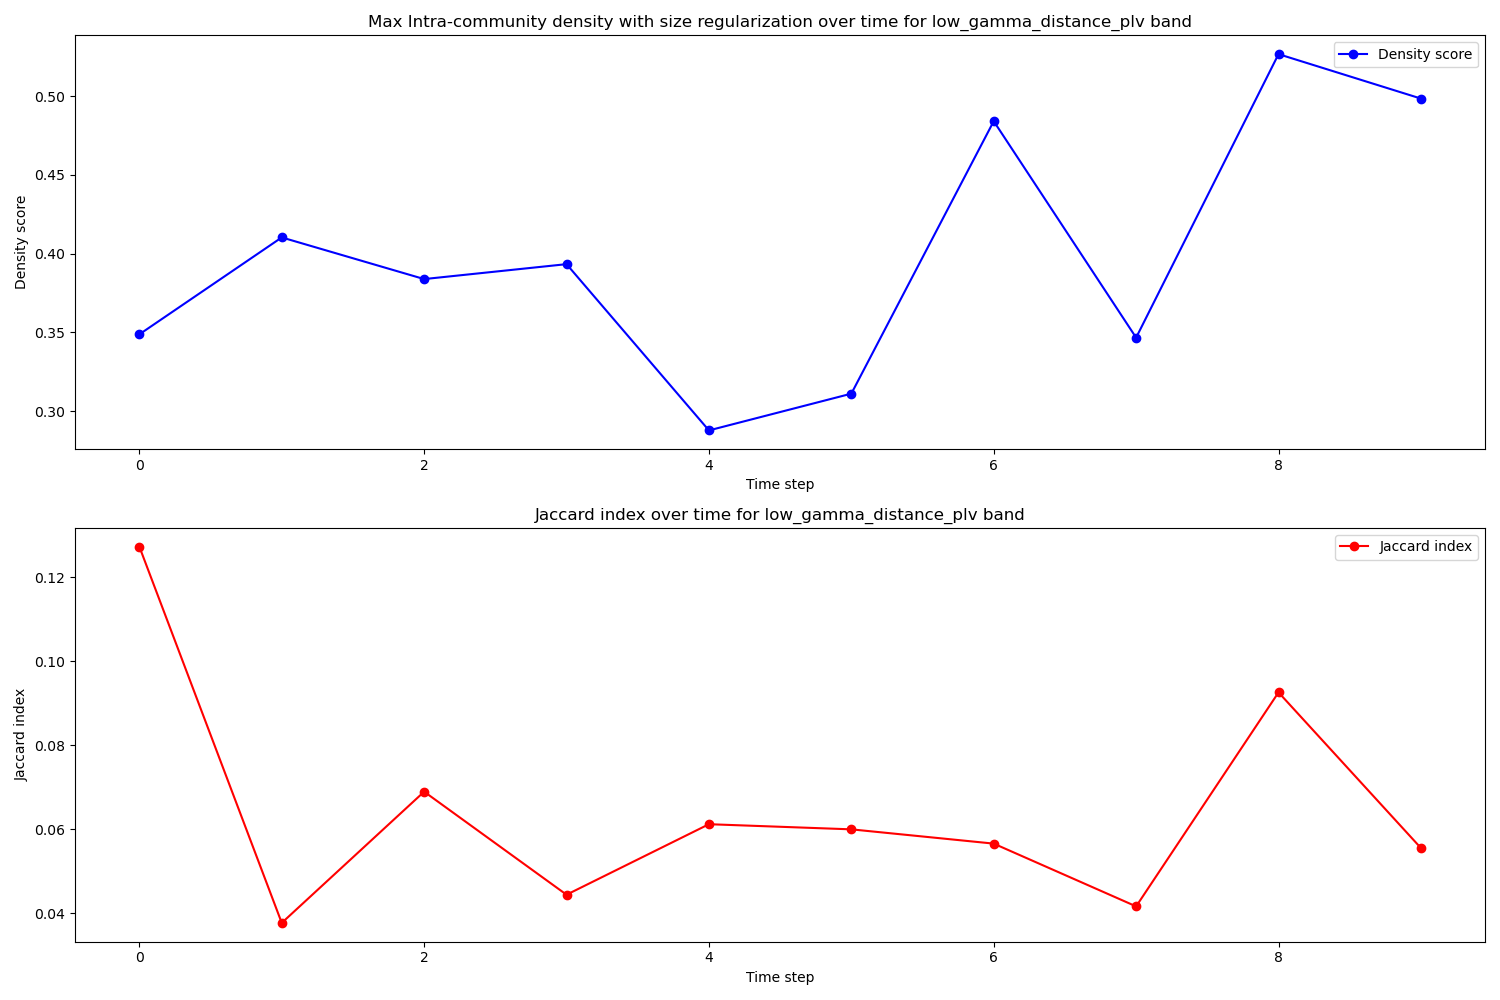 Max Intra-community density with size regularization over time for low_gamma_distance_plv band
Density score
0.50
0.45
0.40
0.35
0.30
Density score
0 2 4 6 8
Time step
Jaccard index over time for low_gamma_distance_plv band
Jaccard index
0.12
0.10
0.08
0.06
0.04
Jaccard index
0 2 4 6 8
Time step